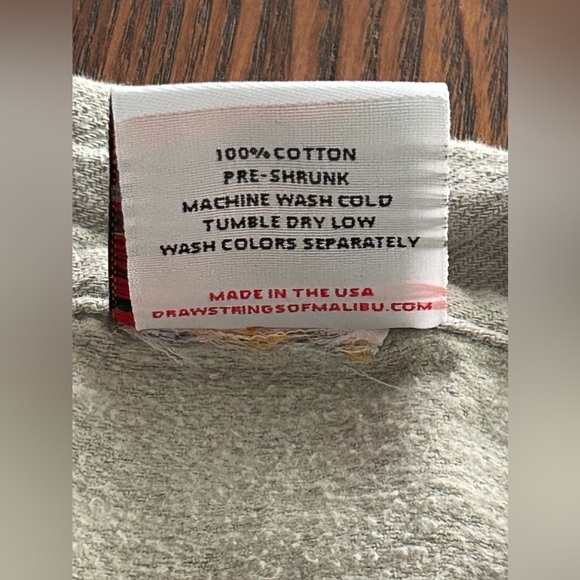 100% COTTON
PRE-SHRUNK
MACHINE WASH COLD
TUMBLE DRY LOW
WASH COLORS SEPARATELY
MADE IN THE USA
DRAWSTRINGSOFMALIBU.COM